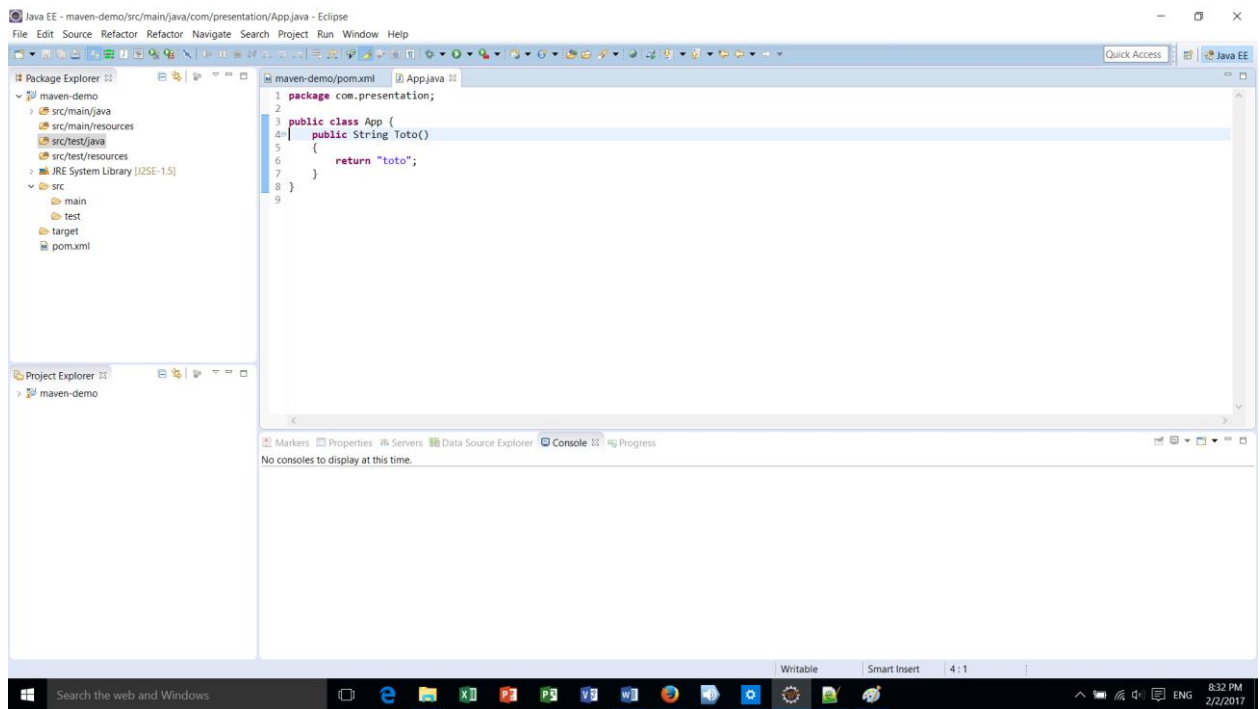 Java EE - maven-demo/src/main/java/com/presentation/App.java - Eclipse
File Edit Source Refactor Refactor Navigate Search Project Run Window Help
Quick Access Java EE
Package Explorer
maven-demo
src/main/java
src/main/resources
src/test/java
src/test/resources
JRE System Library [J2SE-1.5]
src
main
test
target
pom.xml
maven-demo/pom.xml App.java
1 package com.presentation;
2
3 public class App {
4 public String Toto()
5 {
6 return "toto";
7 }
8 }
9
Project Explorer
maven-demo
Markers Properties Servers Data Source Explorer Console Progress
No consoles to display at this time.
Writable Smart Insert 4 : 1
Search the web and Windows
ENG
8:32 PM
2/2/2017